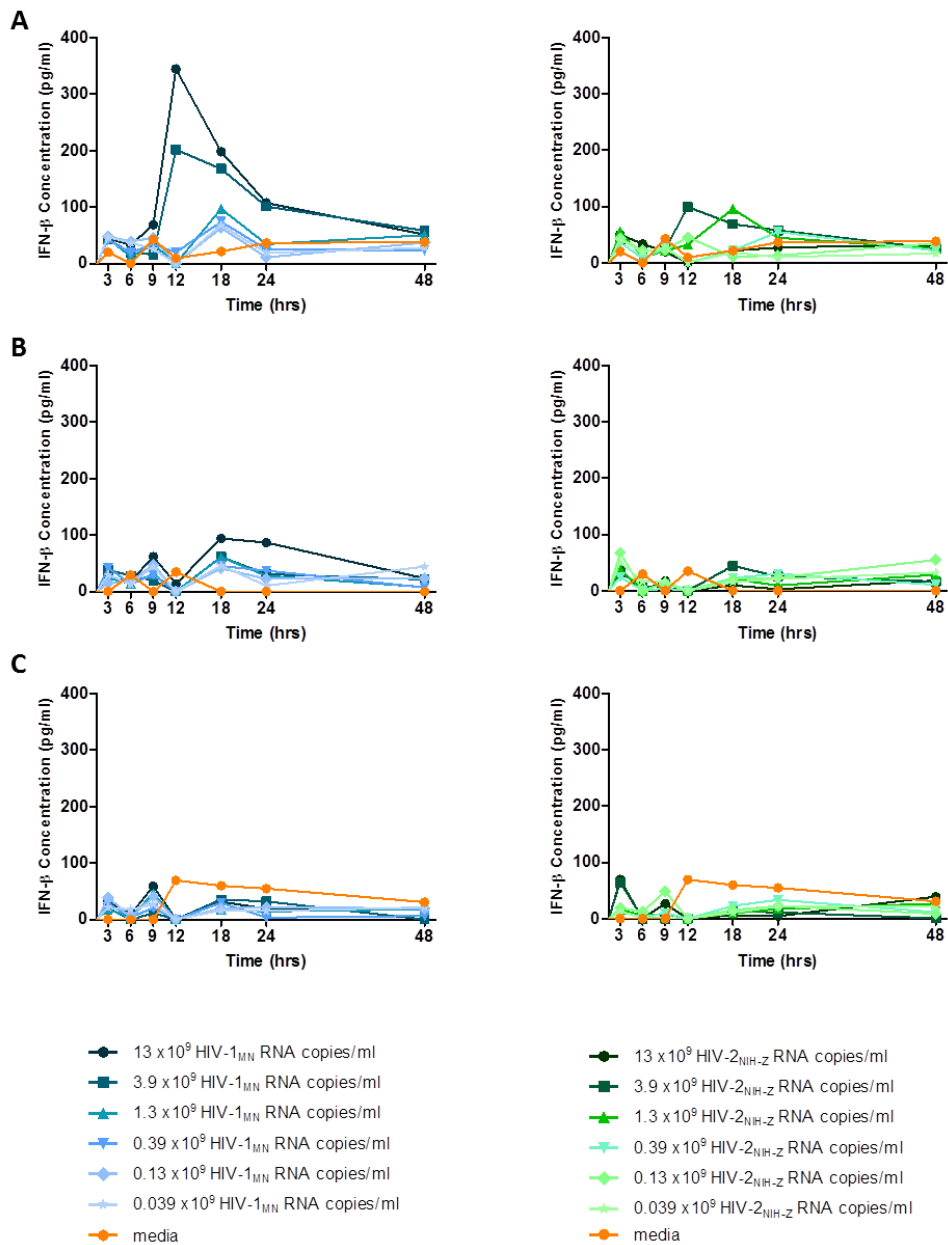 A
IFN-β Concentration (pg/ml)
400
300
200
100
0
3 6 9 12 18 24 48
Time (hrs)
IFN-β Concentration (pg/ml)
400
300
200
100
0
3 6 9 12 18 24 48
Time (hrs)
B
IFN-β Concentration (pg/ml)
400
300
200
100
0
3 6 9 12 18 24 48
Time (hrs)
IFN-β Concentration (pg/ml)
400
300
200
100
0
3 6 9 12 18 24 48
Time (hrs)
C
IFN-β Concentration (pg/ml)
400
300
200
100
0
3 6 9 12 18 24 48
Time (hrs)
IFN-β Concentration (pg/ml)
400
300
200
100
0
3 6 9 12 18 24 48
Time (hrs)
13 x10⁹ HIV-1MN RNA copies/ml
3.9 x10⁹ HIV-1MN RNA copies/ml
1.3 x10⁹ HIV-1MN RNA copies/ml
0.39 x10⁹ HIV-1MN RNA copies/ml
0.13 x10⁹ HIV-1MN RNA copies/ml
0.039 x10⁹ HIV-1MN RNA copies/ml
media
13 x10⁹ HIV-2NIH-Z RNA copies/ml
3.9 x10⁹ HIV-2NIH-Z RNA copies/ml
1.3 x10⁹ HIV-2NIH-Z RNA copies/ml
0.39 x10⁹ HIV-2NIH-Z RNA copies/ml
0.13 x10⁹ HIV-2NIH-Z RNA copies/ml
0.039 x10⁹ HIV-2NIH-Z RNA copies/ml
media